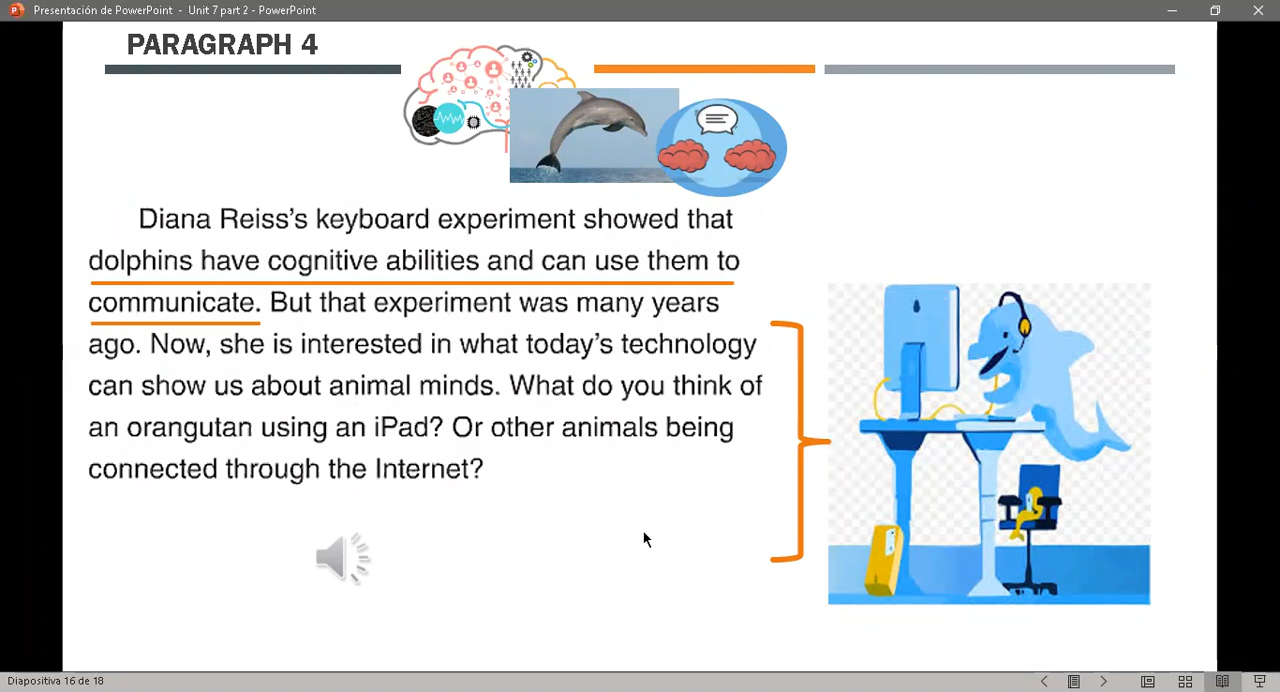 Presentación de PowerPoint - Unit 7 part 2 - PowerPoint
PARAGRAPH 4
Diana Reiss's keyboard experiment showed that
dolphins have cognitive abilities and can use them to
communicate. But that experiment was many years
ago. Now, she is interested in what today's technology
can show us about animal minds. What do you think of
an orangutan using an iPad? Or other animals being
connected through the Internet?
Diapositiva 16 de 18